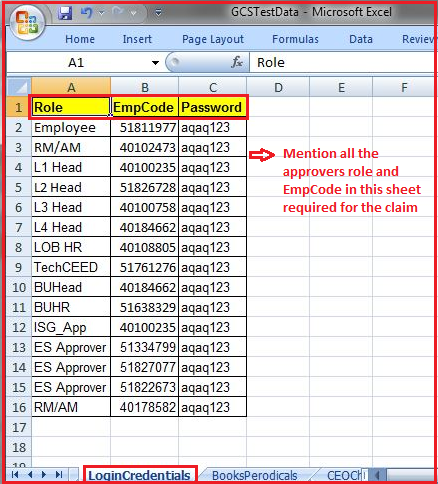 GCSTestData - Microsoft Excel
Home Insert Page Layout Formulas Data Review
A1 fx Role
A B C D E F
1 Role EmpCode Password
2 Employee 51811977 aqaq123
3 RM/AM 40102473 aqaq123
4 L1 Head 40100235 aqaq123
5 L2 Head 51826728 aqaq123
6 L3 Head 40100758 aqaq123
7 L4 Head 40184662 aqaq123
8 LOB HR 40108805 aqaq123
9 TechCEED 51761276 aqaq123
10 BUHead 40184662 aqaq123
11 BUHR 51638329 aqaq123
12 ISG_App 40100235 aqaq123
13 ES Approver 51334799 aqaq123
14 ES Approver 51827077 aqaq123
15 ES Approver 51822673 aqaq123
16 RM/AM 40178582 aqaq123
Mention all the
approvers role and
EmpCode in this sheet
required for the claim
17
18
LoginCredentials BooksPerodicals CEOCh